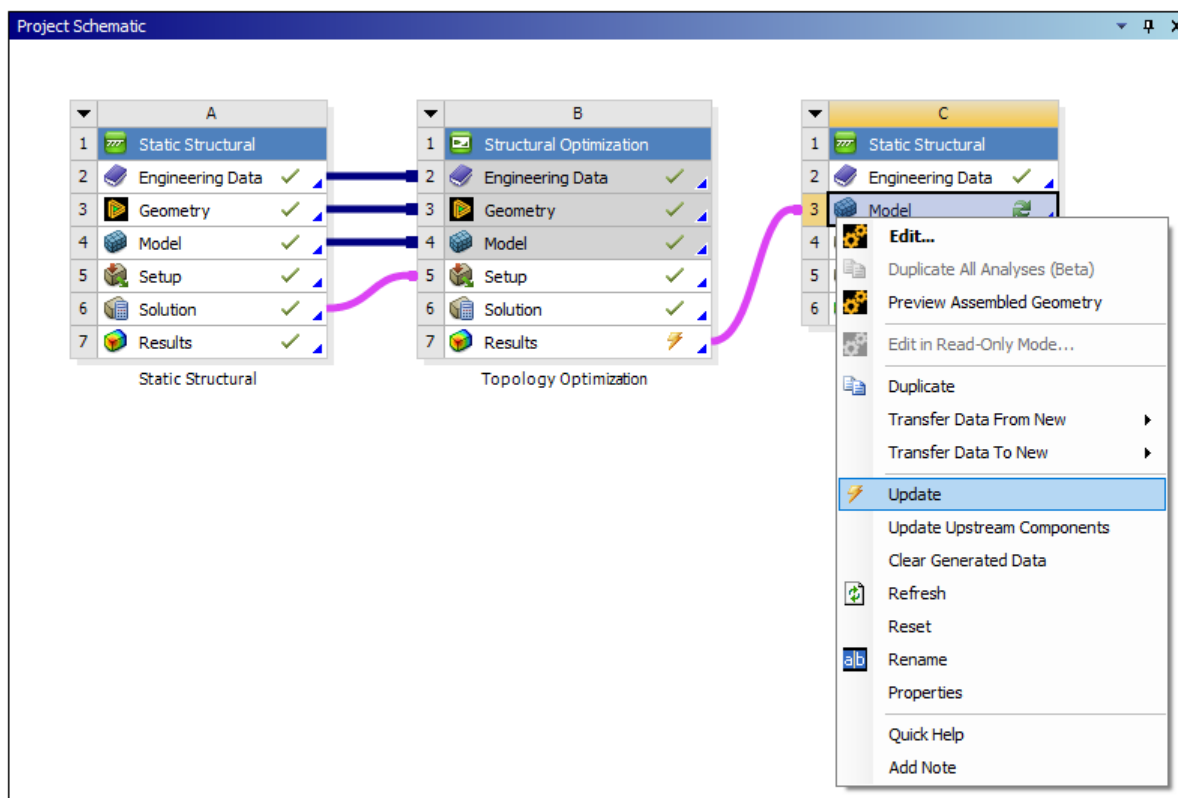 Project Schematic
A
1 Static Structural
2 Engineering Data
3 Geometry
4 Model
5 Setup
6 Solution
7 Results
Static Structural
B
1 Structural Optimization
2 Engineering Data
3 Geometry
4 Model
5 Setup
6 Solution
7 Results
Topology Optimization
C
1 Static Structural
2 Engineering Data
3 Model
4
5
6
Edit...
Duplicate All Analyses (Beta)
Preview Assembled Geometry
Edit in Read-Only Mode...
Duplicate
Transfer Data From New
Transfer Data To New
Update
Update Upstream Components
Clear Generated Data
Refresh
Reset
a|b Rename
Properties
Quick Help
Add Note